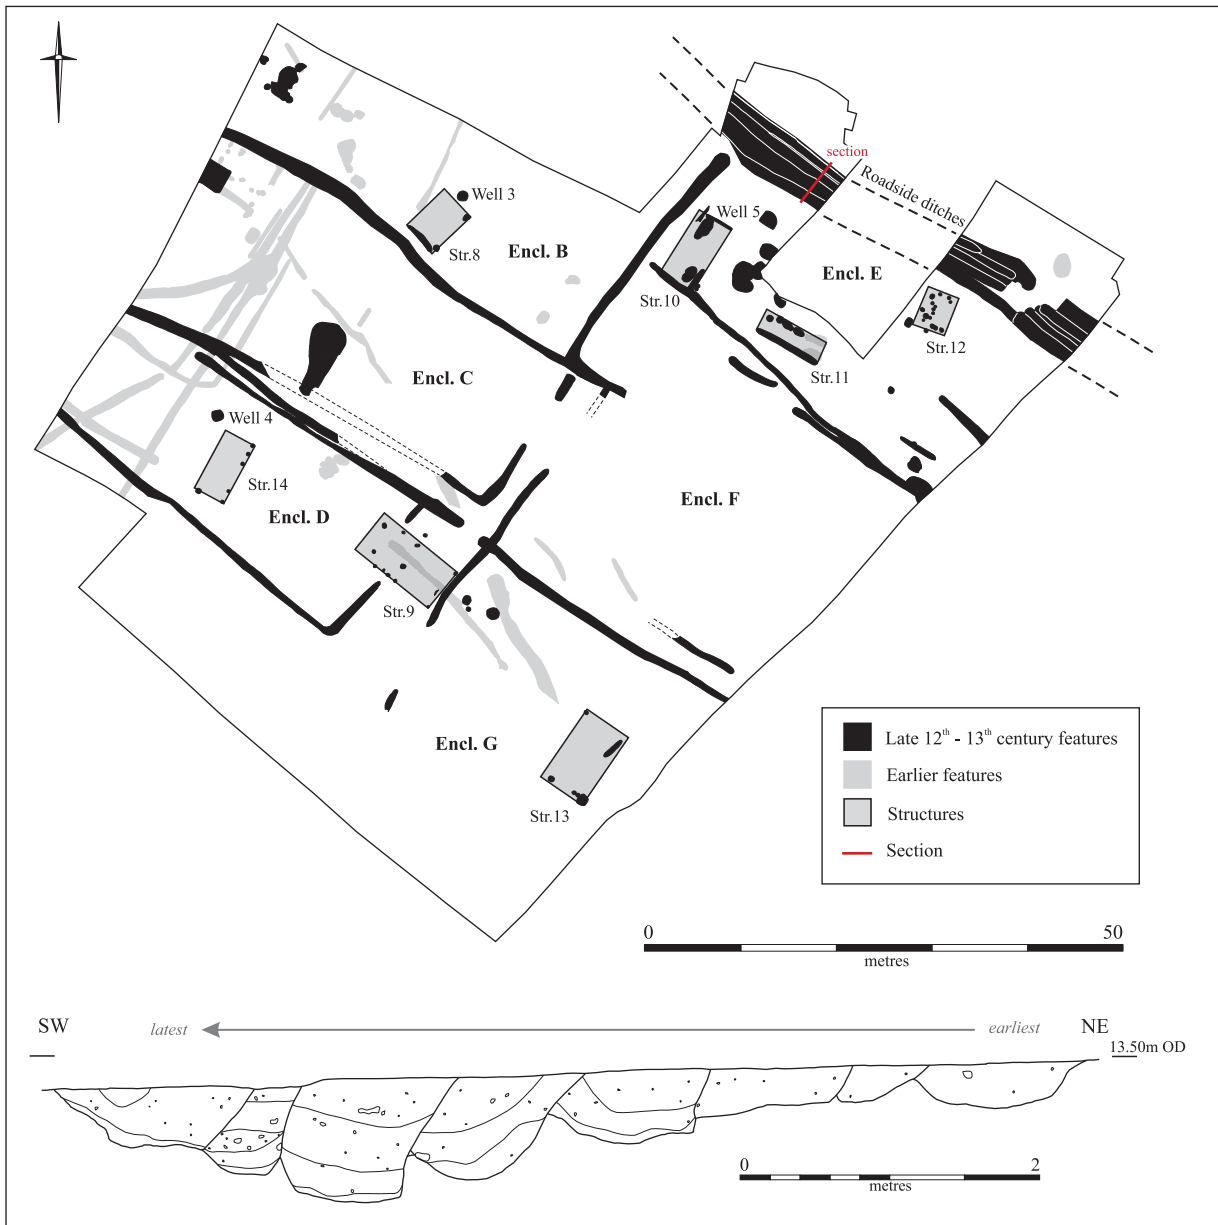 section
Roadside ditches
Well 3
Well 5
Str.8
Encl. B
Encl. E
Str.10
Str.12
Str.11
Encl. C
Well 4
Str.14
Encl. D
Encl. F
Str.9
Encl. G
Str.13
Late 12th - 13th century features
Earlier features
Structures
Section
0 50
metres
SW latest earliest NE
13.50m OD
0 2
metres